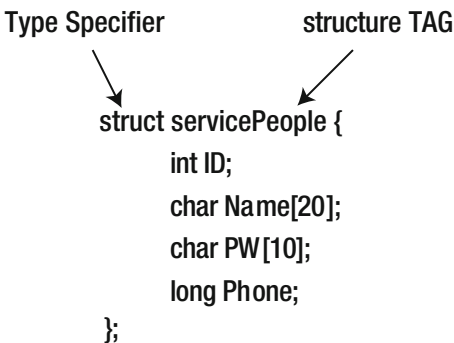 Type Specifier structure TAG
struct servicePeople {
int ID;
char Name[20];
char PW[10];
long Phone;
};